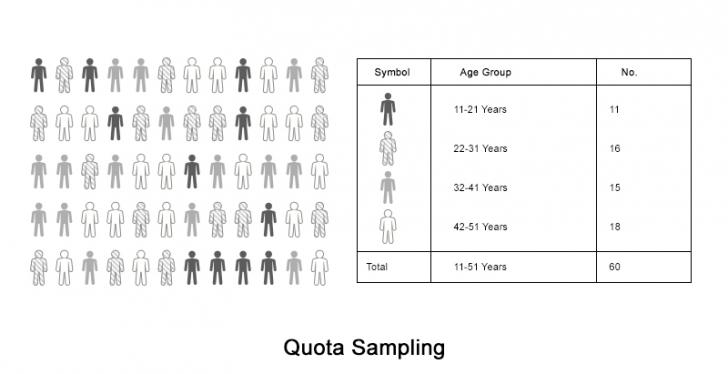 Symbol Age Group No.
11-21 Years 11
22-31 Years 16
32-41 Years 15
42-51 Years 18
Total 11-51 Years 60
Quota Sampling